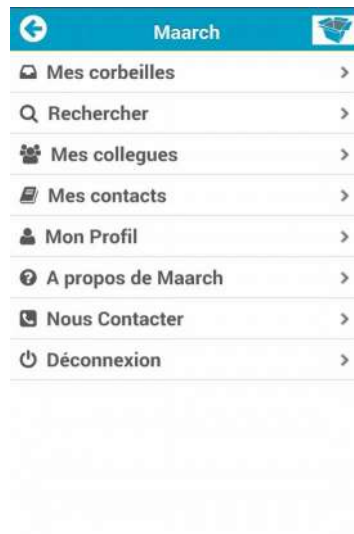 Maarch
Mes corbeilles
Rechercher
Mes collegues
Mes contacts
Mon Profil
A propos de Maarch
Nous Contacter
Déconnexion